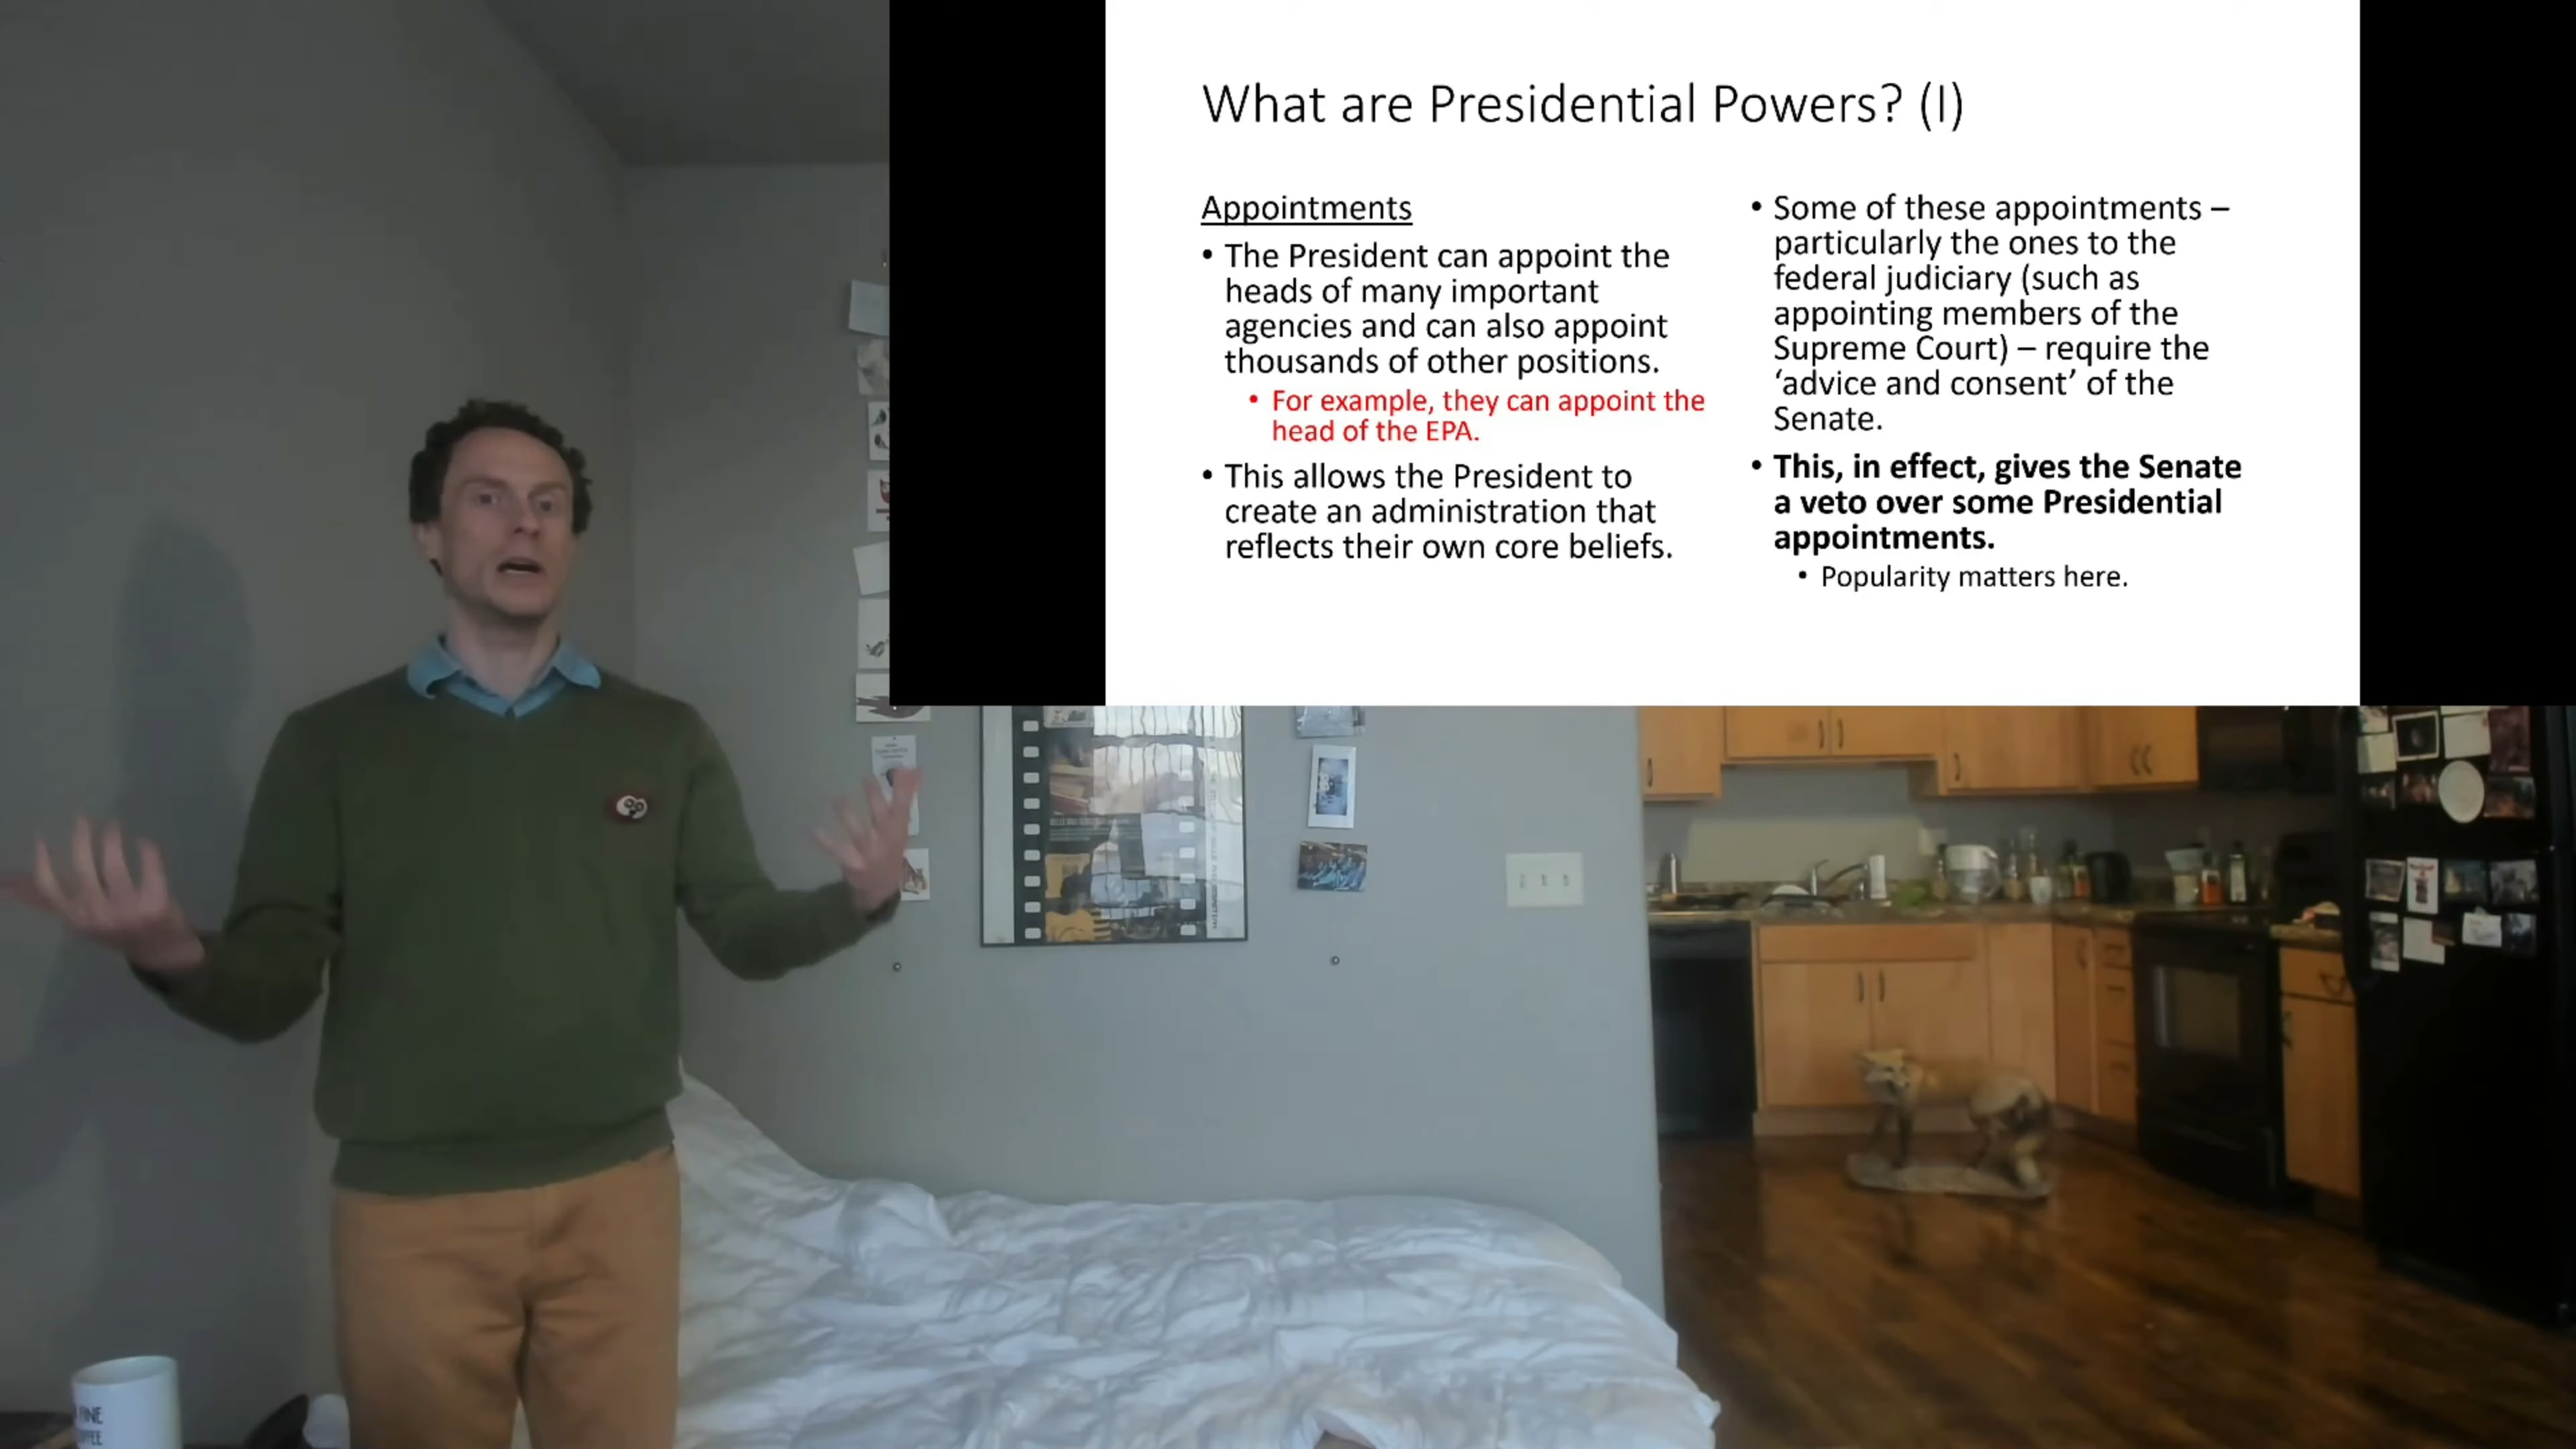 What are Presidential Powers? (I)
Appointments
• The President can appoint the
heads of many important
agencies and can also appoint
thousands of other positions.
• For example, they can appoint the
head of the EPA.
• This allows the President to
create an administration that
reflects their own core beliefs.
• Some of these appointments –
particularly the ones to the
federal judiciary (such as
appointing members of the
Supreme Court) – require the
‘advice and consent’ of the
Senate.
• This, in effect, gives the Senate
a veto over some Presidential
appointments.
• Popularity matters here.